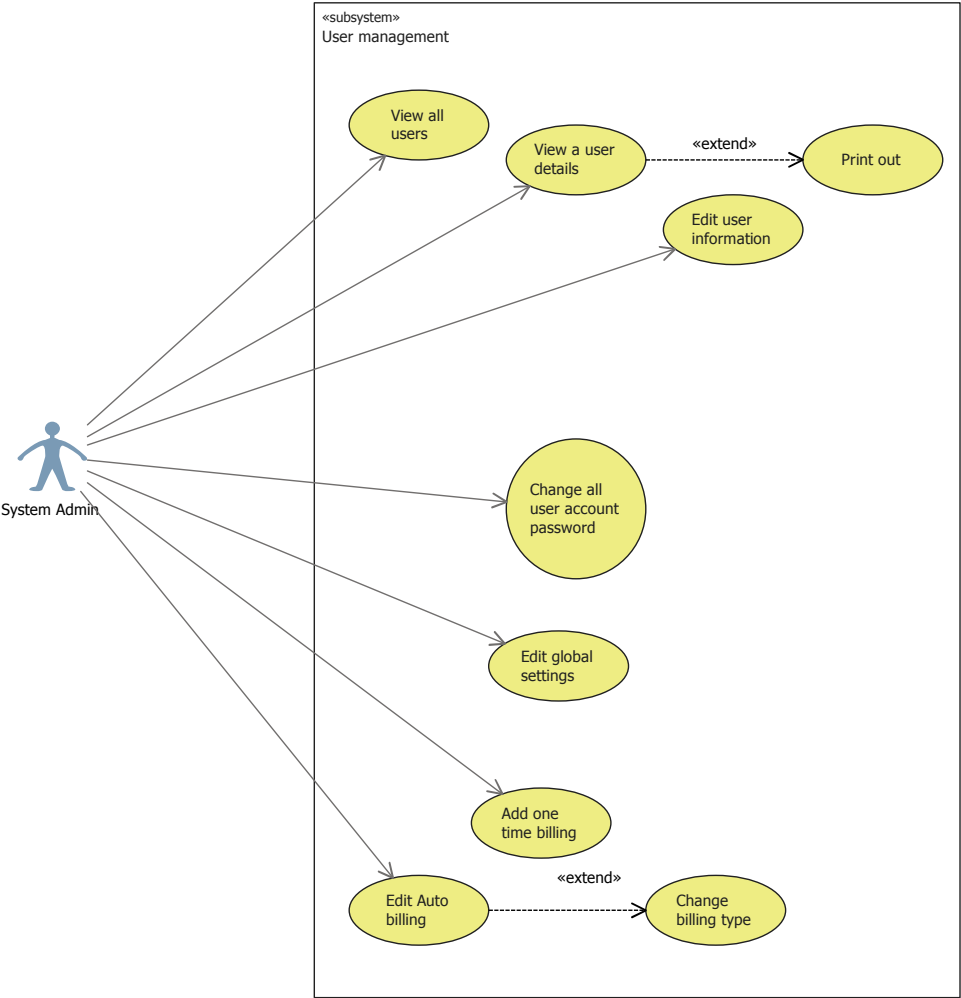 «subsystem»
User management
View all
users
View a user
details
«extend»
Print out
Edit user
information
System Admin
Change all
user account
password
Edit global
settings
Add one
time billing
Edit Auto
billing
«extend»
Change
billing type